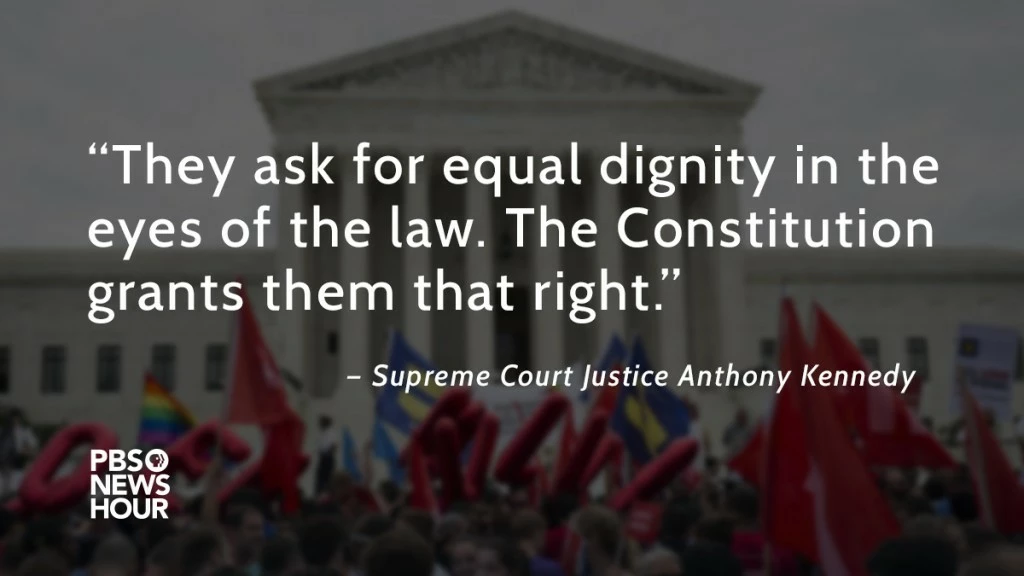 “They ask for equal dignity in the
eyes of the law. The Constitution
grants them that right.”
– Supreme Court Justice Anthony Kennedy
PBS
NEWS
HOUR